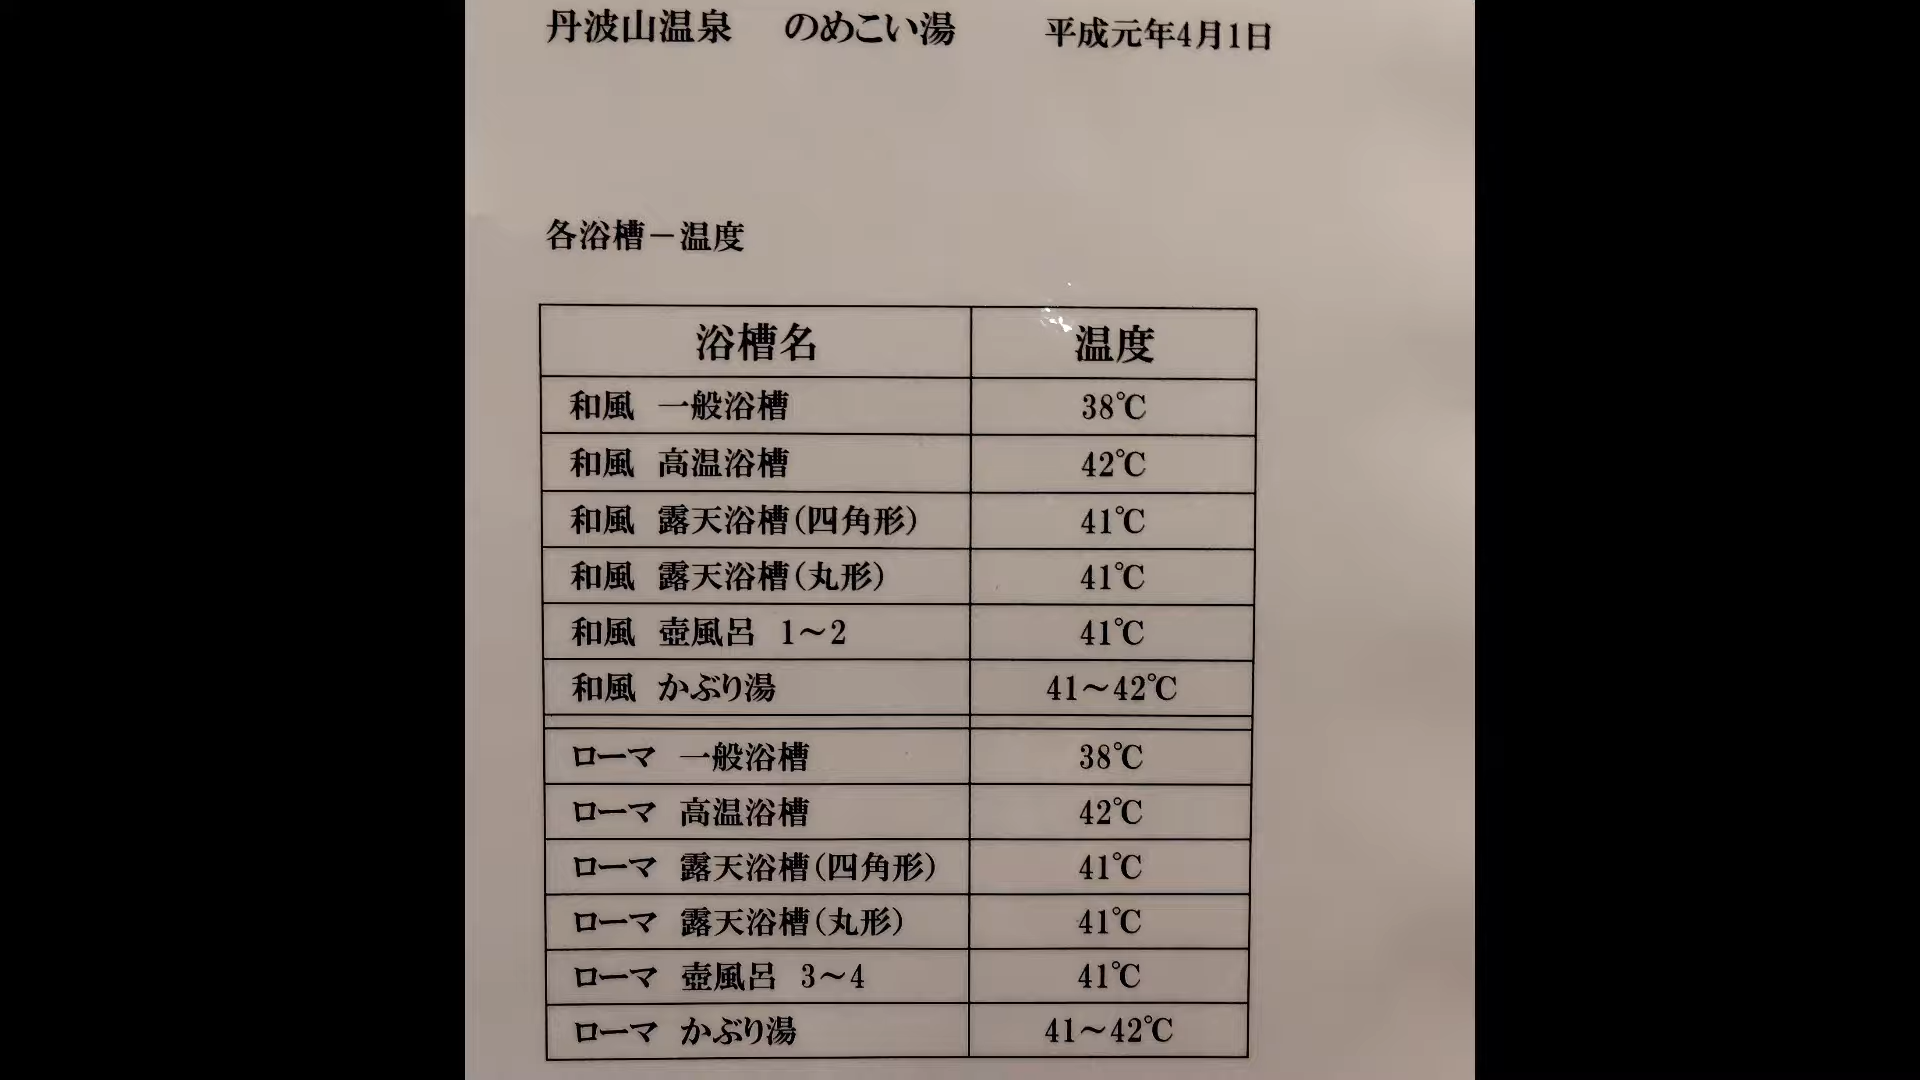 丹波山温泉 のめこい湯 平成元年4月1日
各浴槽－温度
浴槽名 温度
和風 一般浴槽 38℃
和風 高温浴槽 42℃
和風 露天浴槽(四角形) 41℃
和風 露天浴槽(丸形) 41℃
和風 壺風呂 1～2 41℃
和風 かぶり湯 41～42℃
ローマ 一般浴槽 38℃
ローマ 高温浴槽 42℃
ローマ 露天浴槽(四角形) 41℃
ローマ 露天浴槽(丸形) 41℃
ローマ 壺風呂 3～4 41℃
ローマ かぶり湯 41～42℃